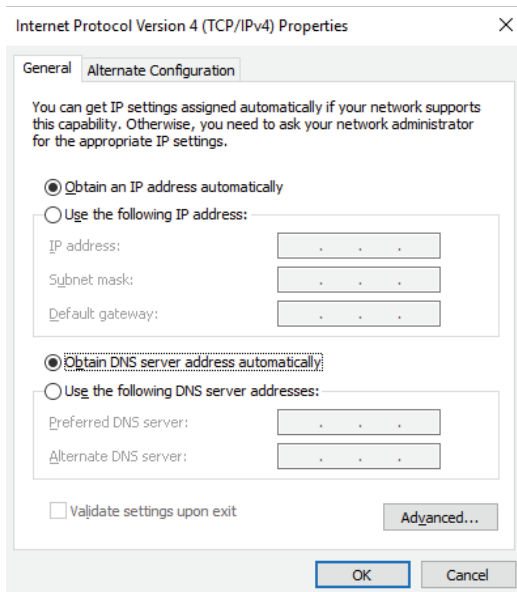 Internet Protocol Version 4 (TCP/IPv4) Properties
General
Alternate Configuration
You can get IP settings assigned automatically if your network supports
this capability. Otherwise, you need to ask your network administrator
for the appropriate IP settings.
Obtain an IP address automatically
Use the following IP address:
IP address:
Subnet mask:
Default gateway:
Obtain DNS server address automatically
Use the following DNS server addresses:
Preferred DNS server:
Alternate DNS server:
Validate settings upon exit
Advanced...
OK
Cancel